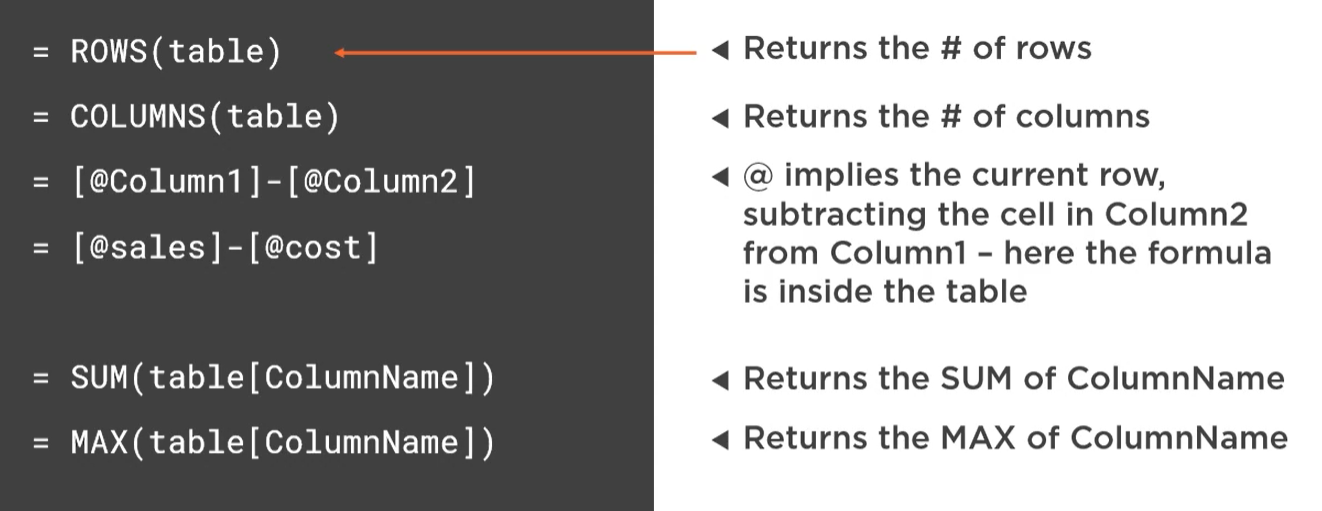 = ROWS(table)
◀ Returns the # of rows
= COLUMNS(table)
◀ Returns the # of columns
= [@Column1]-[@Column2]
= [@sales]-[@cost]
◀ @ implies the current row,
subtracting the cell in Column2
from Column1 – here the formula
is inside the table
= SUM(table[ColumnName])
◀ Returns the SUM of ColumnName
= MAX(table[ColumnName])
◀ Returns the MAX of ColumnName